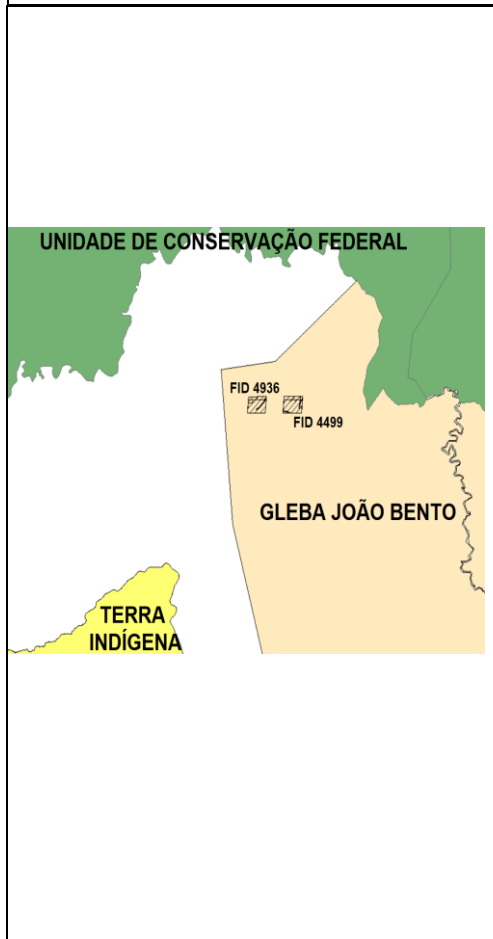 UNIDADE DE CONSERVAÇÃO FEDERAL
FID 4936
FID 4499
GLEBA JOÃO BENTO
TERRA
INDÍGENA